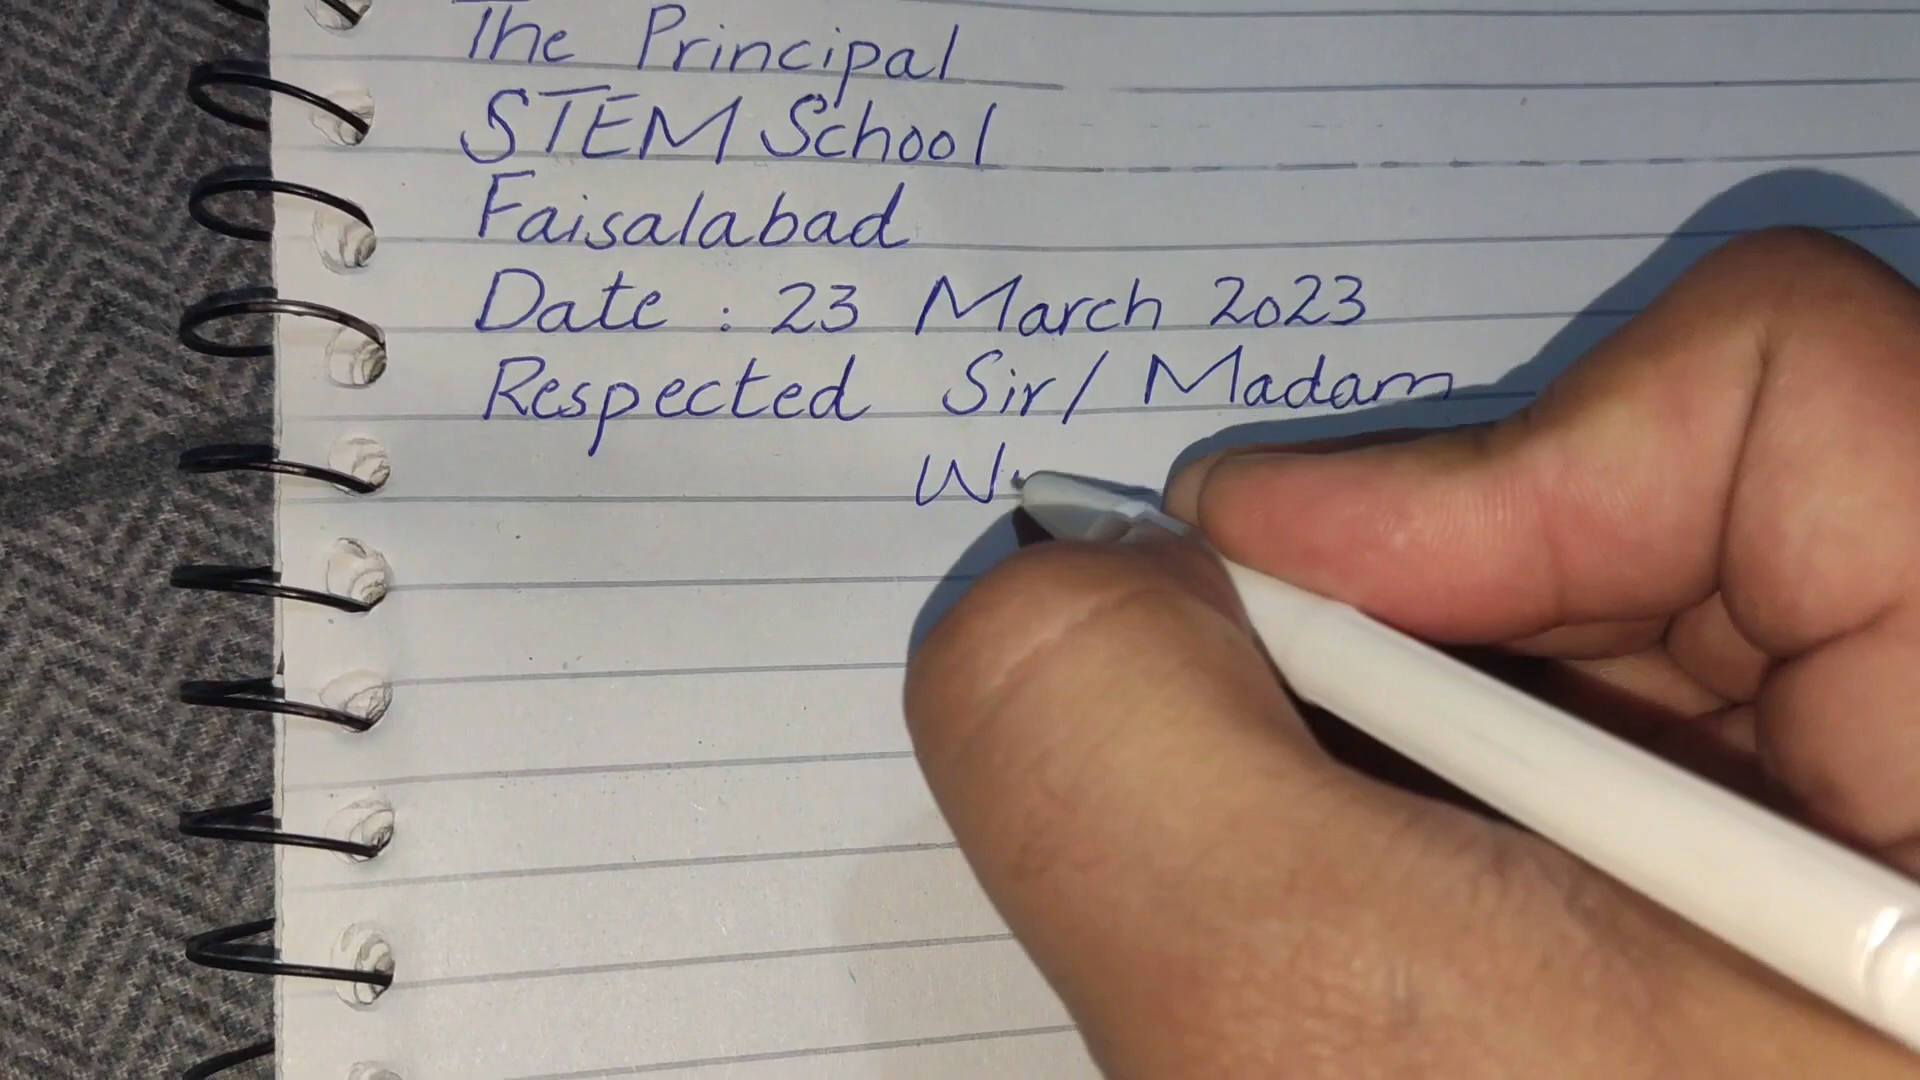 The Principal
STEM School
Faisalabad
Date : 23 March 2023
Respected Sir/ Madam